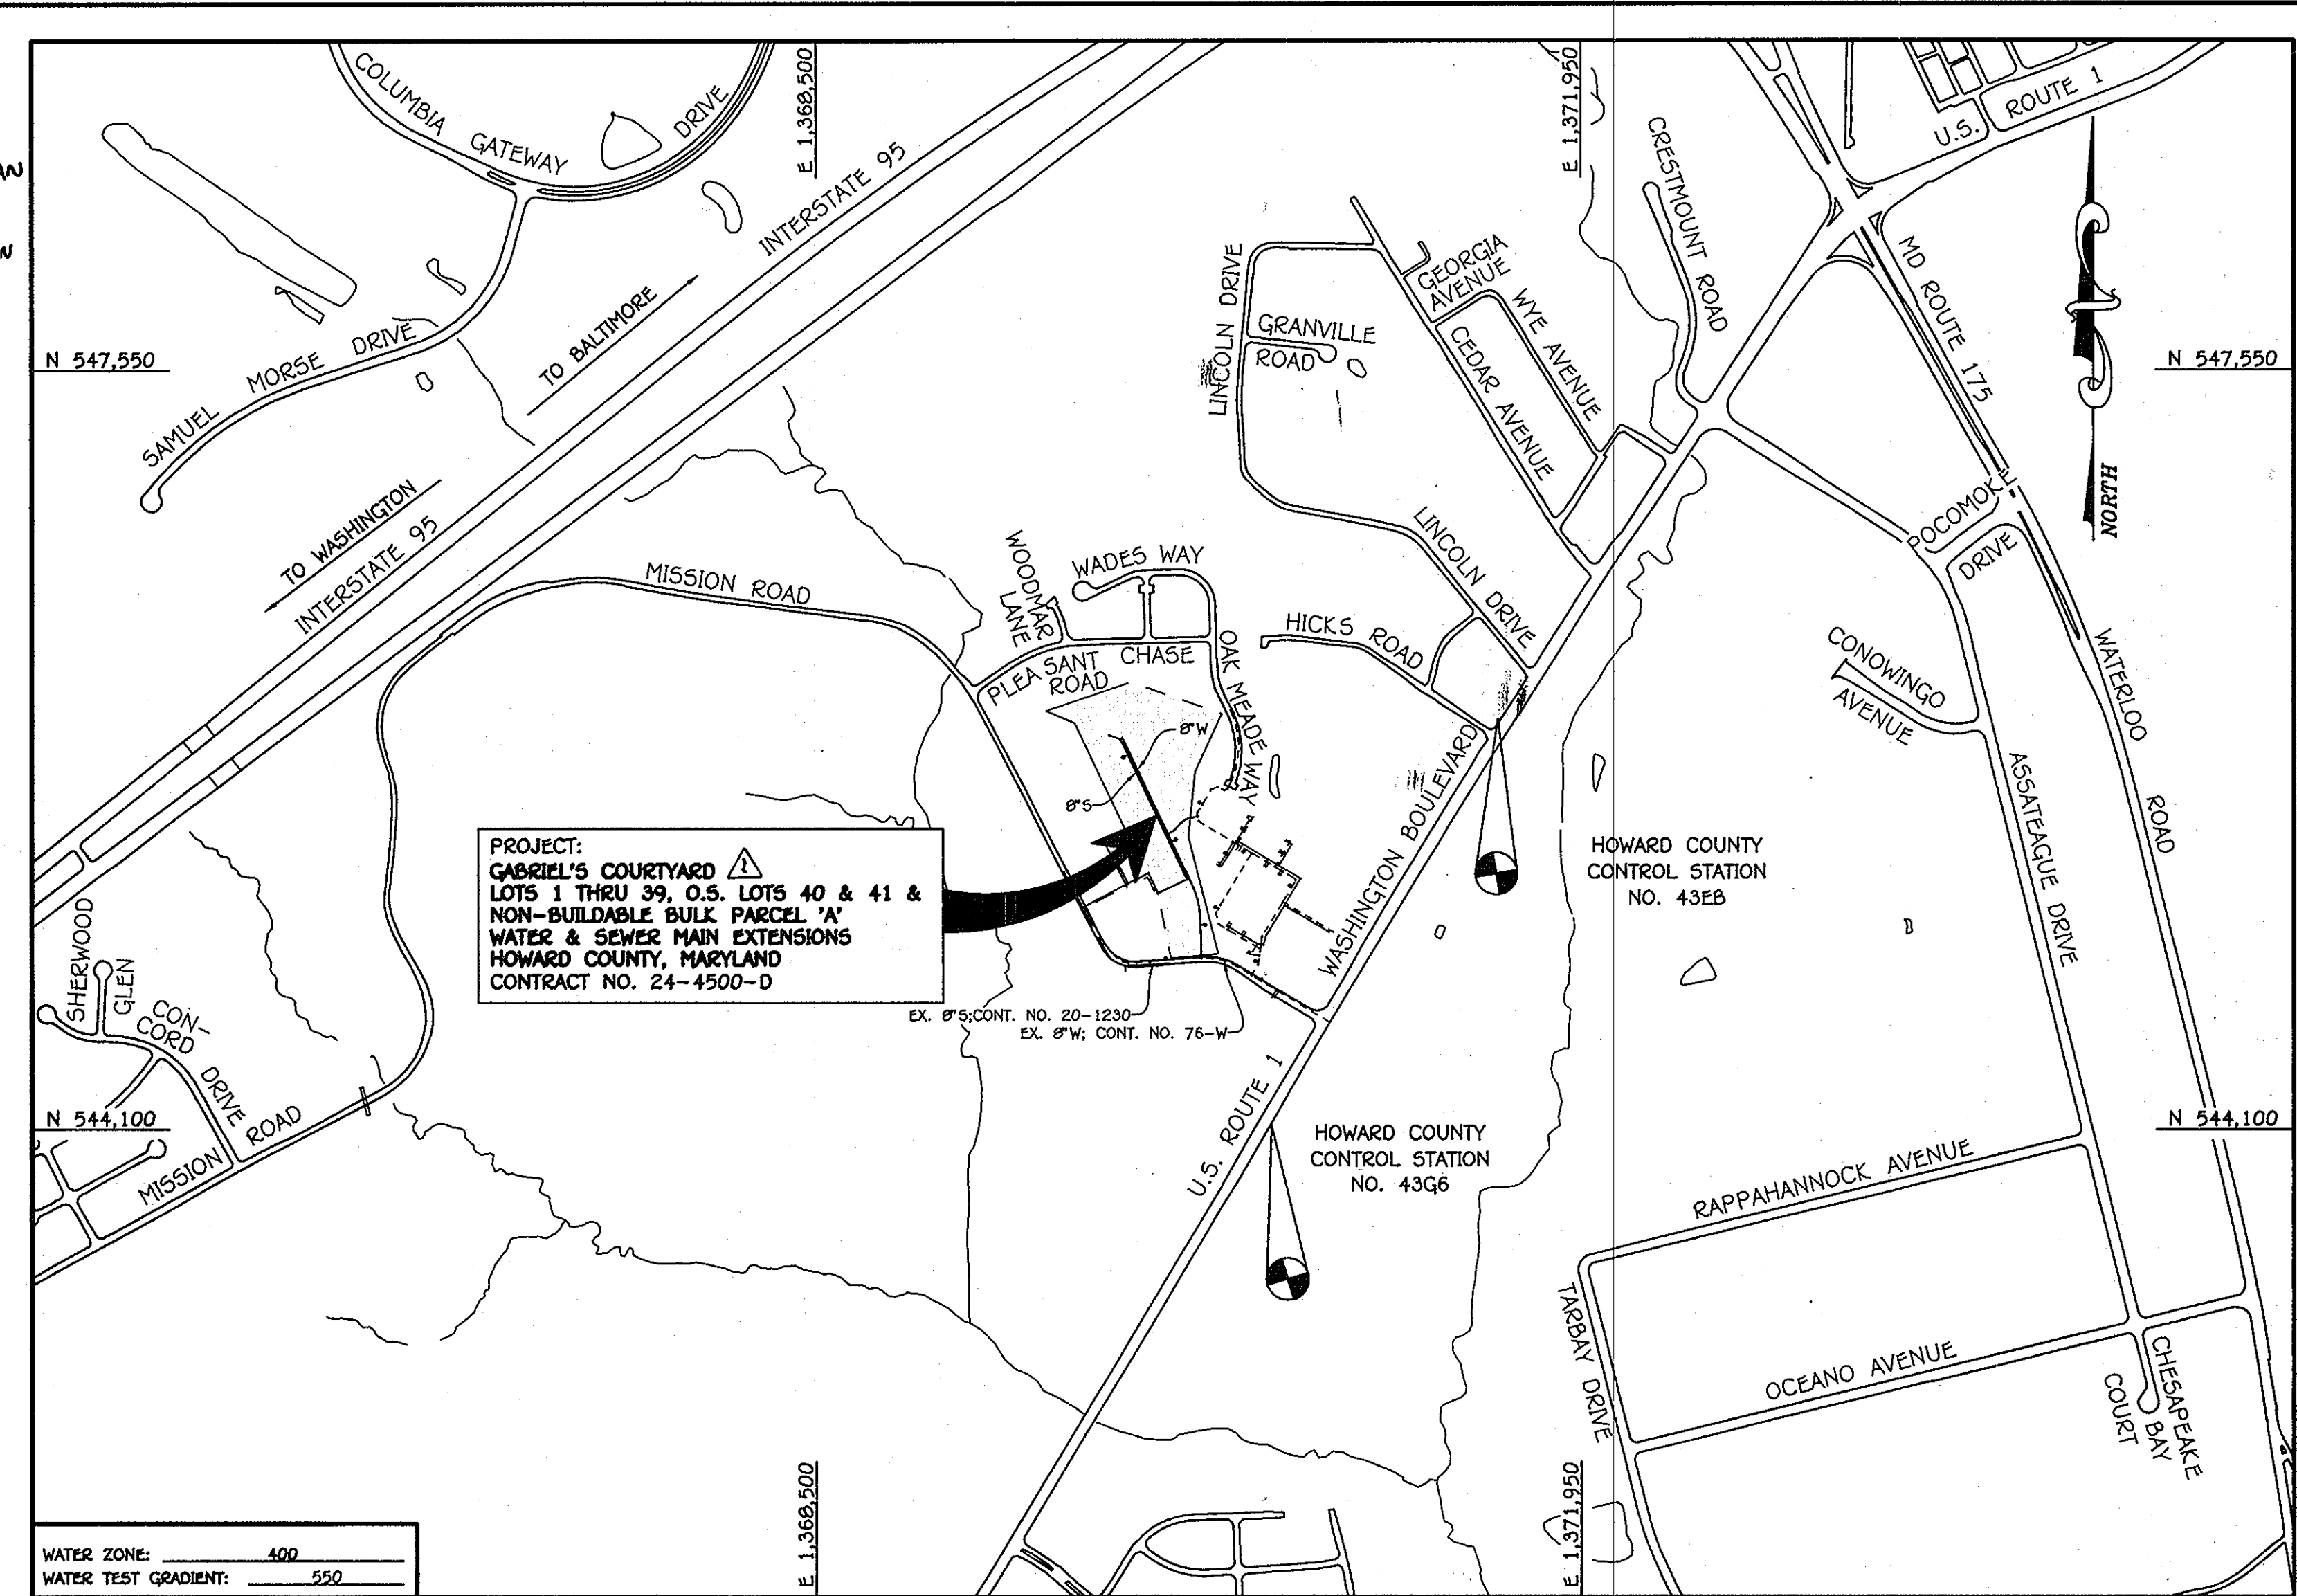 COLUMBIA GATEWAY DRIVE
E 1,368,500
E 1,371,950
U.S. ROUTE 1
INTERSTATE 95
TO BALTIMORE
CRESTMOUNT ROAD
MD ROUTE 175
N 547,550
N 547,550
SAMUEL MORSE DRIVE
LINCOLN DRIVE
GRANVILLE
ROAD
GEORGIA
AVENUE
WYE AVENUE
CEDAR AVENUE
NORTH
TO WASHINGTON
INTERSTATE 95
MISSION ROAD
WOODMAR
LANE
WADES WAY
LINCOLN DRIVE
HICKS ROAD
POCOMOKE
DRIVE
PLEASANT CHASE
ROAD
OAK MEADE WAY
CONOWINGO
AVENUE
WATERLOO ROAD
8"W
8"S
WASHINGTON BOULEVARD
ASSATEAGUE DRIVE
PROJECT:
GABRIEL'S COURTYARD 1
LOTS 1 THRU 39, O.S. LOTS 40 & 41 &
NON-BUILDABLE BULK PARCEL 'A'
WATER & SEWER MAIN EXTENSIONS
HOWARD COUNTY, MARYLAND
CONTRACT NO. 24-4500-D
HOWARD COUNTY
CONTROL STATION
NO. 43EB
SHERWOOD
GLEN
CON-
CORD DRIVE
EX. 8"S;CONT. NO. 20-1230
EX. 8"W; CONT. NO. 76-W
U.S. ROUTE 1
N 544,100
N 544,100
MISSION ROAD
HOWARD COUNTY
CONTROL STATION
NO. 43G6
RAPPAHANNOCK AVENUE
TARBAY DRIVE
OCEANO AVENUE
CHESAPEAKE
BAY
COURT
E 1,368,500
E 1,371,950
WATER ZONE: 400
WATER TEST GRADIENT: 550